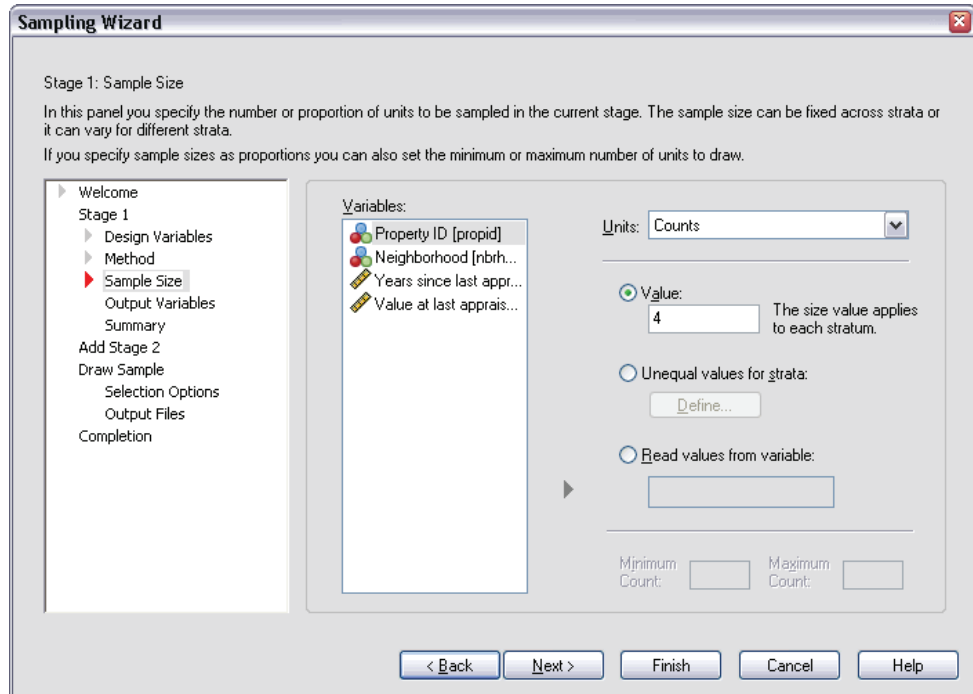 Sampling Wizard
Stage 1: Sample Size
In this panel you specify the number or proportion of units to be sampled in the current stage. The sample size can be fixed across strata or
it can vary for different strata.
If you specify sample sizes as proportions you can also set the minimum or maximum number of units to draw.
Welcome
Stage 1
Design Variables
Method
Sample Size
Output Variables
Summary
Add Stage 2
Draw Sample
Selection Options
Output Files
Completion
Variables:
Property ID [propid]
Neighborhood [nbrh...
Years since last appr...
Value at last apprais...
Units: Counts
Value:
4
The size value applies
to each stratum.
Unequal values for strata:
Define...
Read values from variable:
Minimum
Count:
Maximum
Count:
< Back
Next >
Finish
Cancel
Help